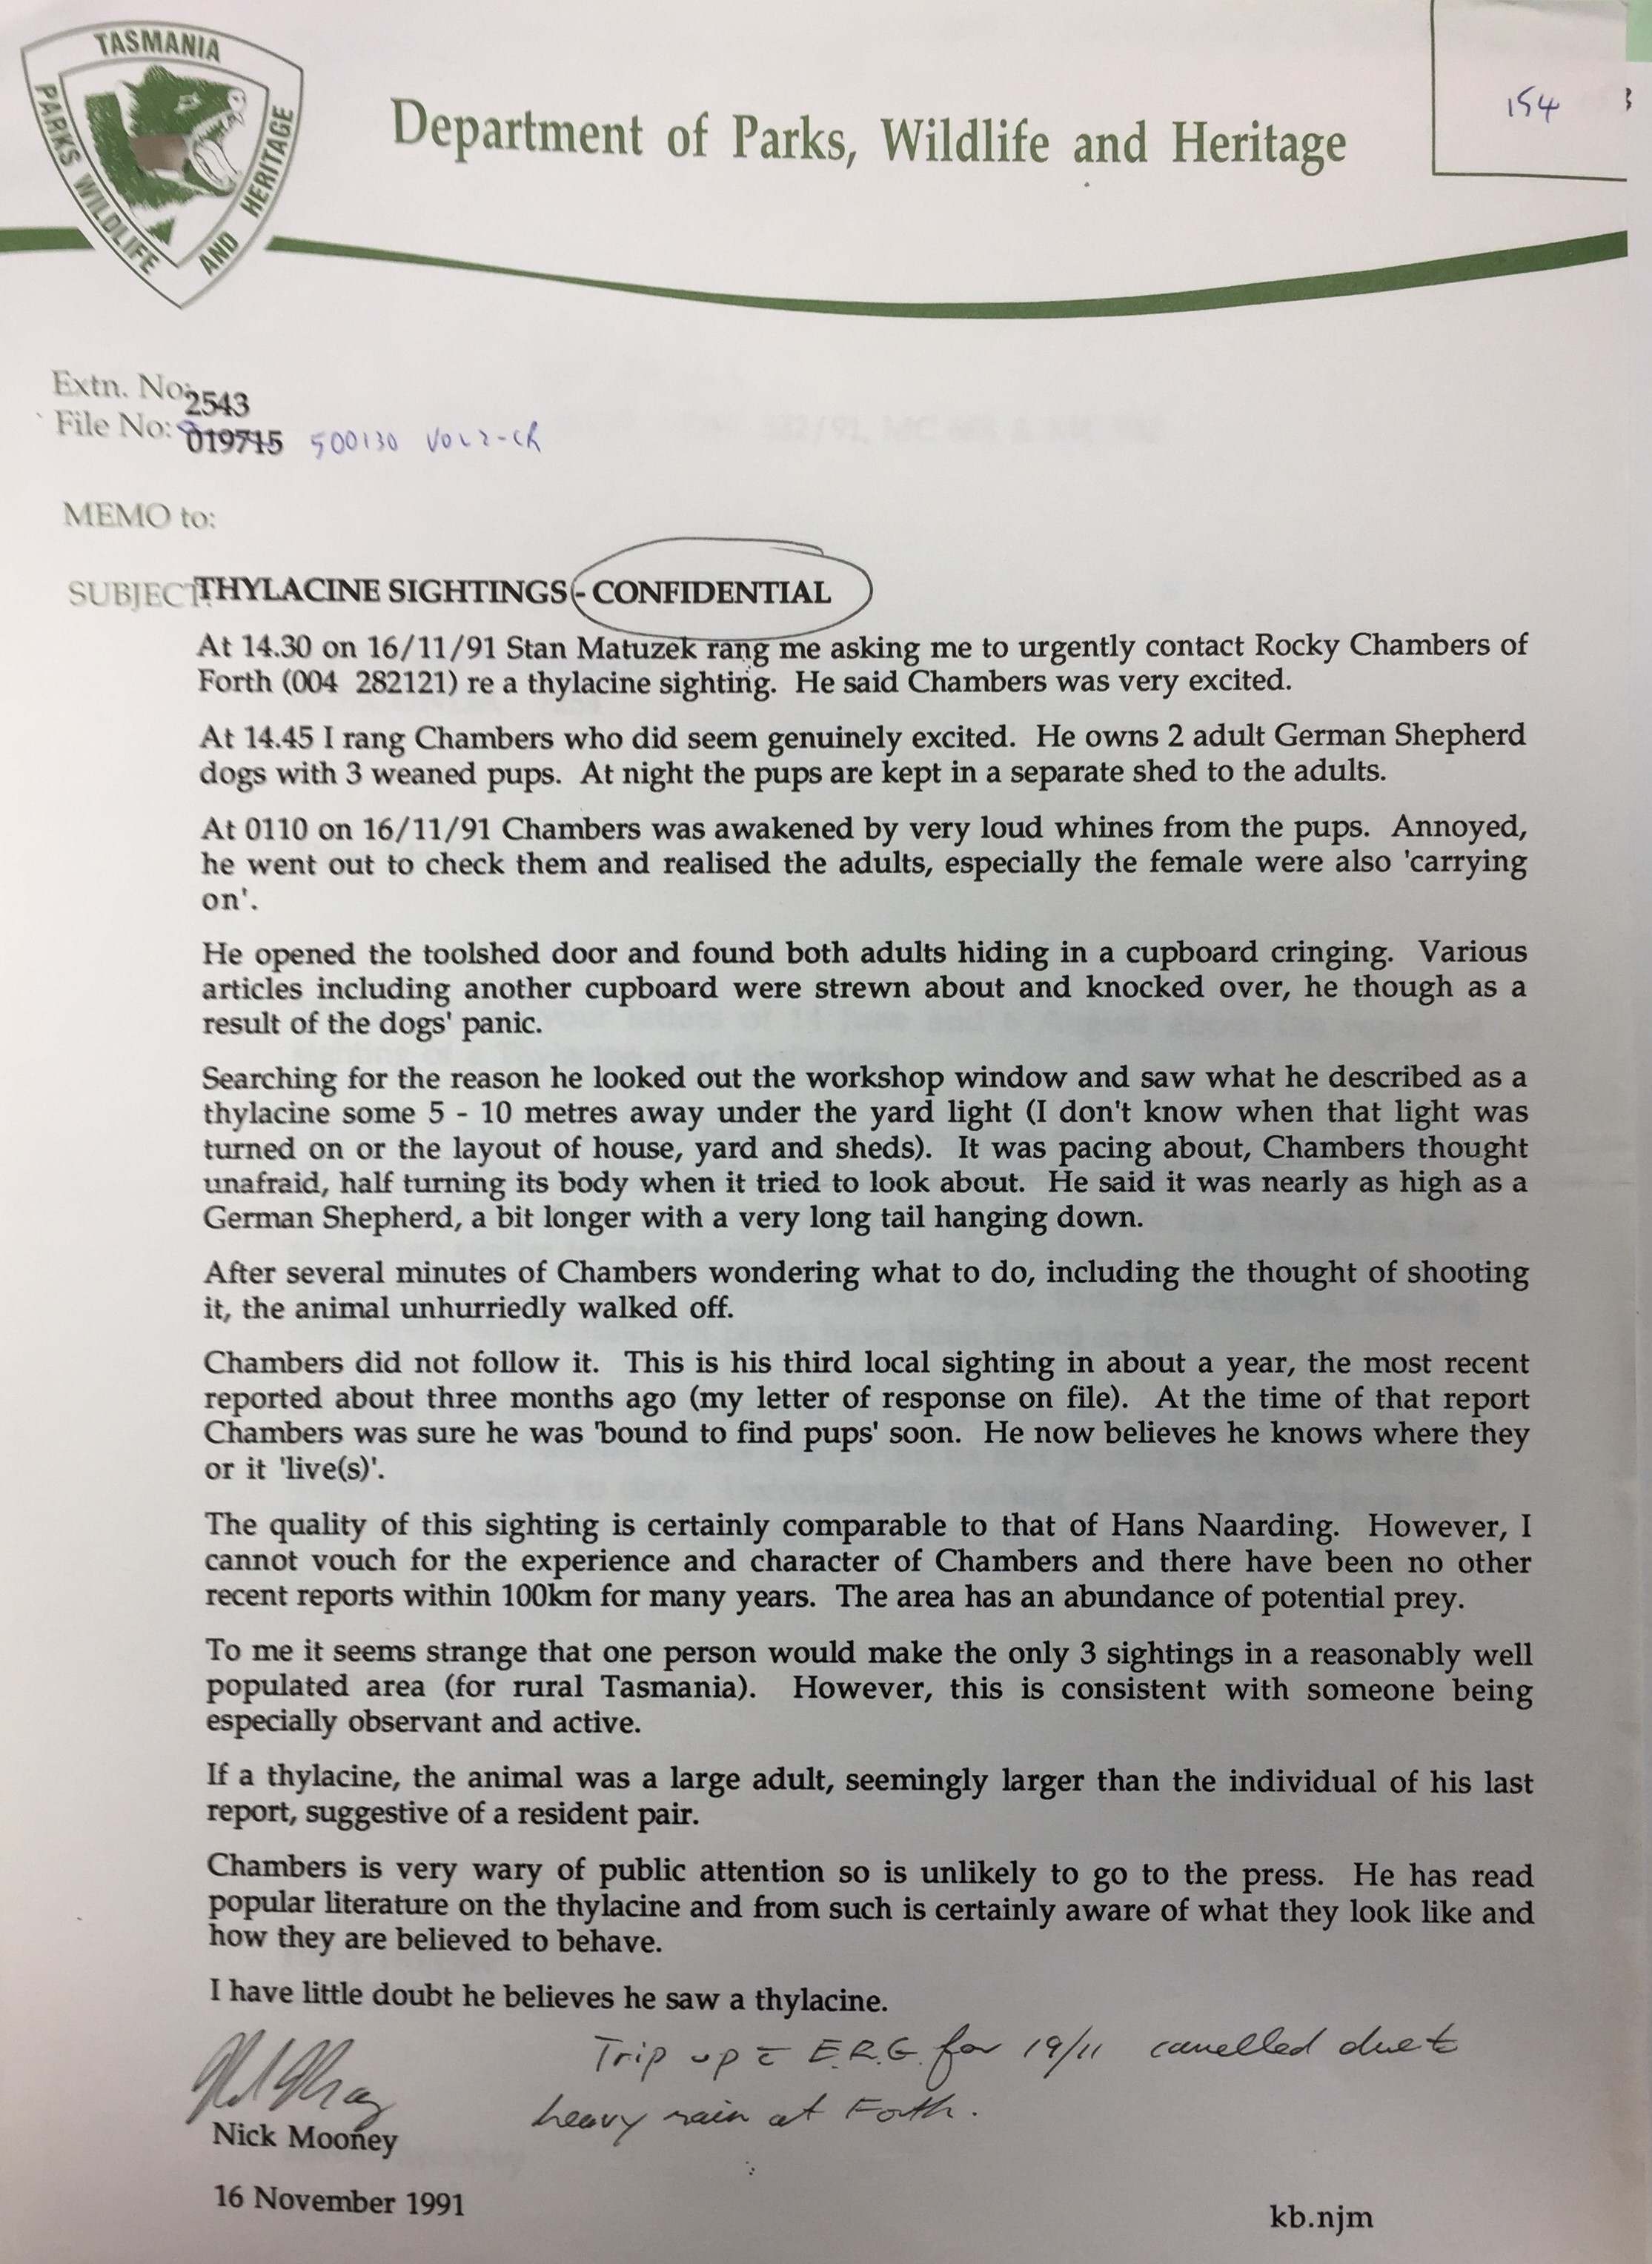 TASMANIA
PARKS WILDLIFE AND HERITAGE
Department of Parks, Wildlife and Heritage
154
Extn. No: 2543
File No: 019715 500130 VOL 2-CR
MEMO to:
SUBJECT: THYLACINE SIGHTINGS - CONFIDENTIAL
At 14.30 on 16/11/91 Stan Matuzek rang me asking me to urgently contact Rocky Chambers of
Forth (004 282121) re a thylacine sighting. He said Chambers was very excited.
At 14.45 I rang Chambers who did seem genuinely excited. He owns 2 adult German Shepherd
dogs with 3 weaned pups. At night the pups are kept in a separate shed to the adults.
At 0110 on 16/11/91 Chambers was awakened by very loud whines from the pups. Annoyed,
he went out to check them and realised the adults, especially the female were also 'carrying
on'.
He opened the toolshed door and found both adults hiding in a cupboard cringing. Various
articles including another cupboard were strewn about and knocked over, he though as a
result of the dogs' panic.
Searching for the reason he looked out the workshop window and saw what he described as a
thylacine some 5 - 10 metres away under the yard light (I don't know when that light was
turned on or the layout of house, yard and sheds). It was pacing about, Chambers thought
unafraid, half turning its body when it tried to look about. He said it was nearly as high as a
German Shepherd, a bit longer with a very long tail hanging down.
After several minutes of Chambers wondering what to do, including the thought of shooting
it, the animal unhurriedly walked off.
Chambers did not follow it. This is his third local sighting in about a year, the most recent
reported about three months ago (my letter of response on file). At the time of that report
Chambers was sure he was 'bound to find pups' soon. He now believes he knows where they
or it 'live(s)'.
The quality of this sighting is certainly comparable to that of Hans Naarding. However, I
cannot vouch for the experience and character of Chambers and there have been no other
recent reports within 100km for many years. The area has an abundance of potential prey.
To me it seems strange that one person would make the only 3 sightings in a reasonably well
populated area (for rural Tasmania). However, this is consistent with someone being
especially observant and active.
If a thylacine, the animal was a large adult, seemingly larger than the individual of his last
report, suggestive of a resident pair.
Chambers is very wary of public attention so is unlikely to go to the press. He has read
popular literature on the thylacine and from such is certainly aware of what they look like and
how they are believed to behave.
I have little doubt he believes he saw a thylacine.
Trip up E.R.G. for 19/11 cancelled due to
heavy rain at Forth.
Nick Mooney
16 November 1991
kb.njm